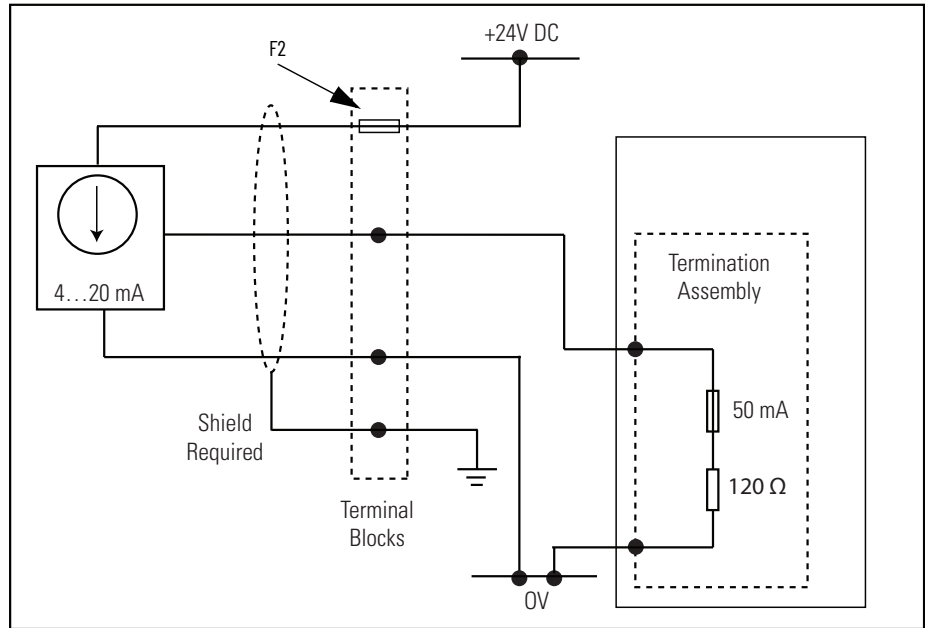 +24V DC
F2
4...20 mA
Termination
Assembly
50 mA
120 Ω
Shield
Required
Terminal
Blocks
0V